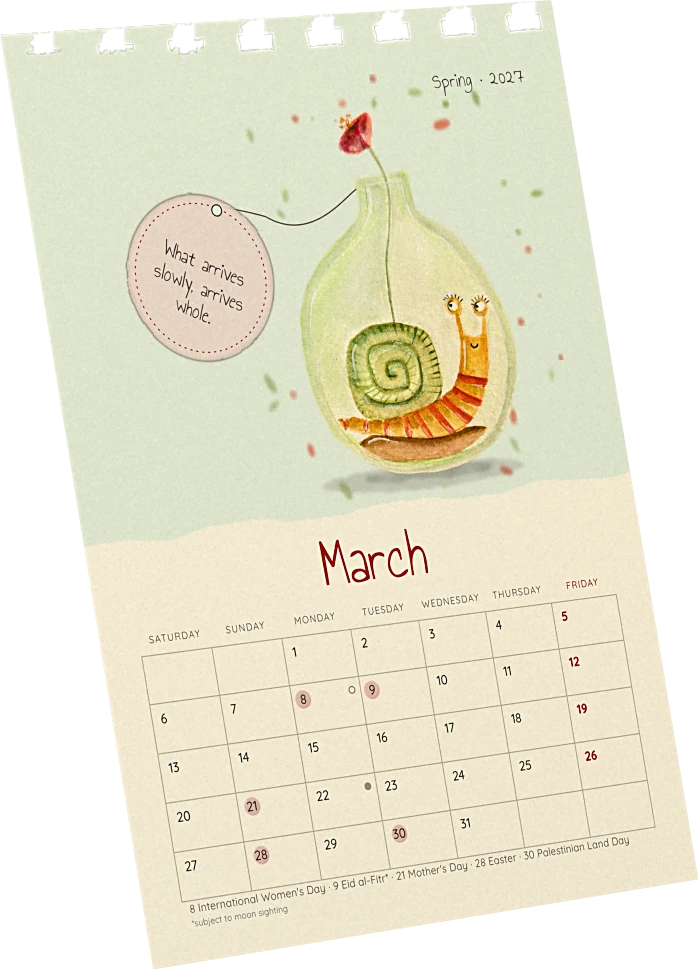 Spring · 2027
What arrives
slowly, arrives
whole.
March
SATURDAY SUNDAY MONDAY TUESDAY WEDNESDAY THURSDAY FRIDAY
1 2 3 4 5
6 7 8 9 10 11 12
13 14 15 16 17 18 19
20 21 22 23 24 25 26
27 28 29 30 31
8 International Women's Day · 9 Eid al-Fitr* · 21 Mother's Day · 28 Easter · 30 Palestinian Land Day
*subject to moon sighting